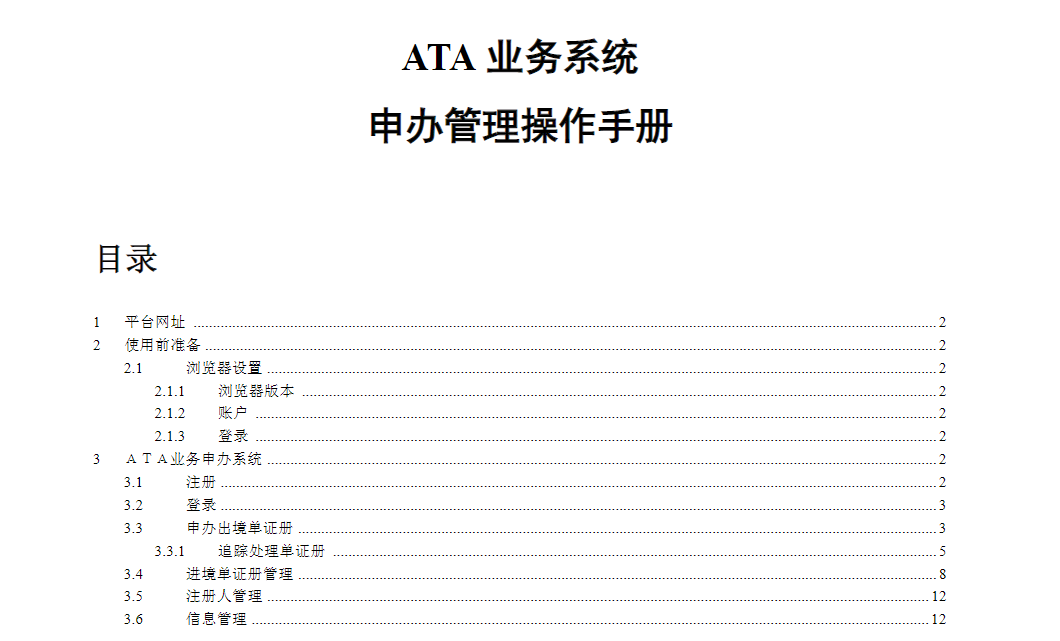 ATA 业务系统
申办管理操作手册
目录
1 平台网址 ........ 2
2 使用前准备 ........ 2
2.1 浏览器设置 ........ 2
2.1.1 浏览器版本 ........ 2
2.1.2 账户 ........ 2
2.1.3 登录 ........ 2
3 ＡＴＡ业务申办系统 ........ 2
3.1 注册 ........ 2
3.2 登录 ........ 3
3.3 申办出境单证册 ........ 3
3.3.1 追踪处理单证册 ........ 5
3.4 进境单证册管理 ........ 8
3.5 注册人管理 ........ 12
3.6 信息管理 ........ 12